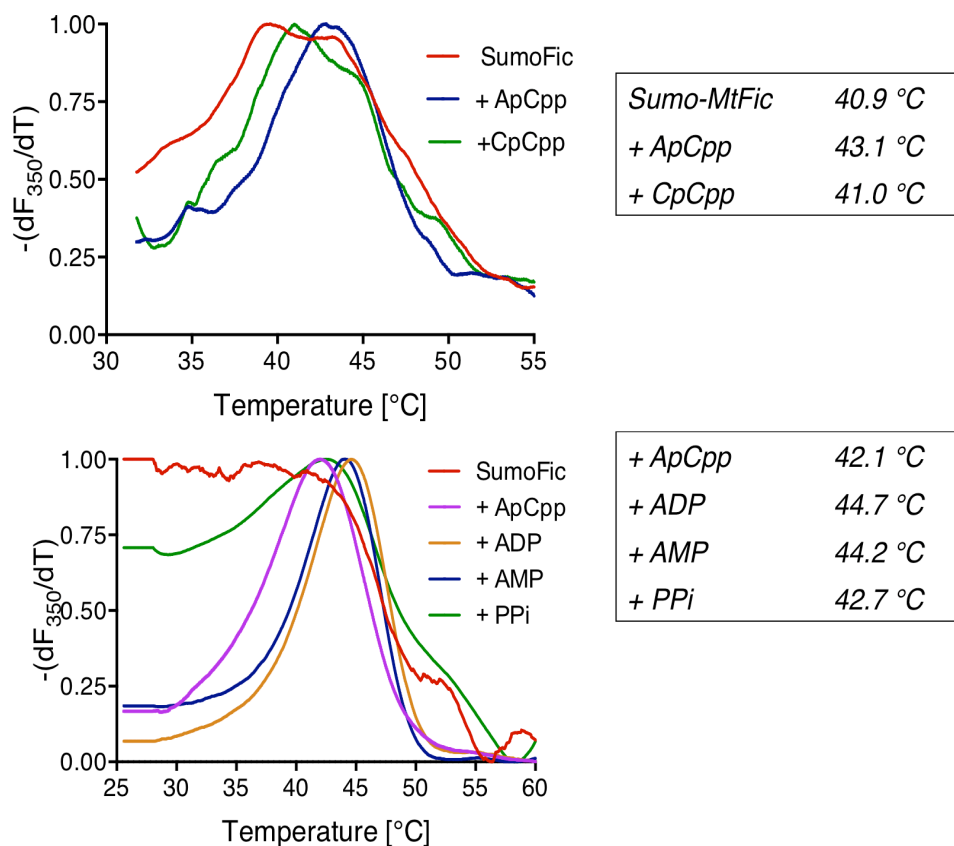 1.00
0.75
0.50
0.25
0.00
-(dF350/dT)
30
35
40
45
50
55
Temperature [°C]
SumoFic
+ ApCpp
+CpCpp
Sumo-MtFic 40.9 °C
+ ApCpp 43.1 °C
+ CpCpp 41.0 °C
1.00
0.75
0.50
0.25
0.00
-(dF350/dT)
25
30
35
40
45
50
55
60
Temperature [°C]
SumoFic
+ ApCpp
+ ADP
+ AMP
+ PPi
+ ApCpp 42.1 °C
+ ADP 44.7 °C
+ AMP 44.2 °C
+ PPi 42.7 °C